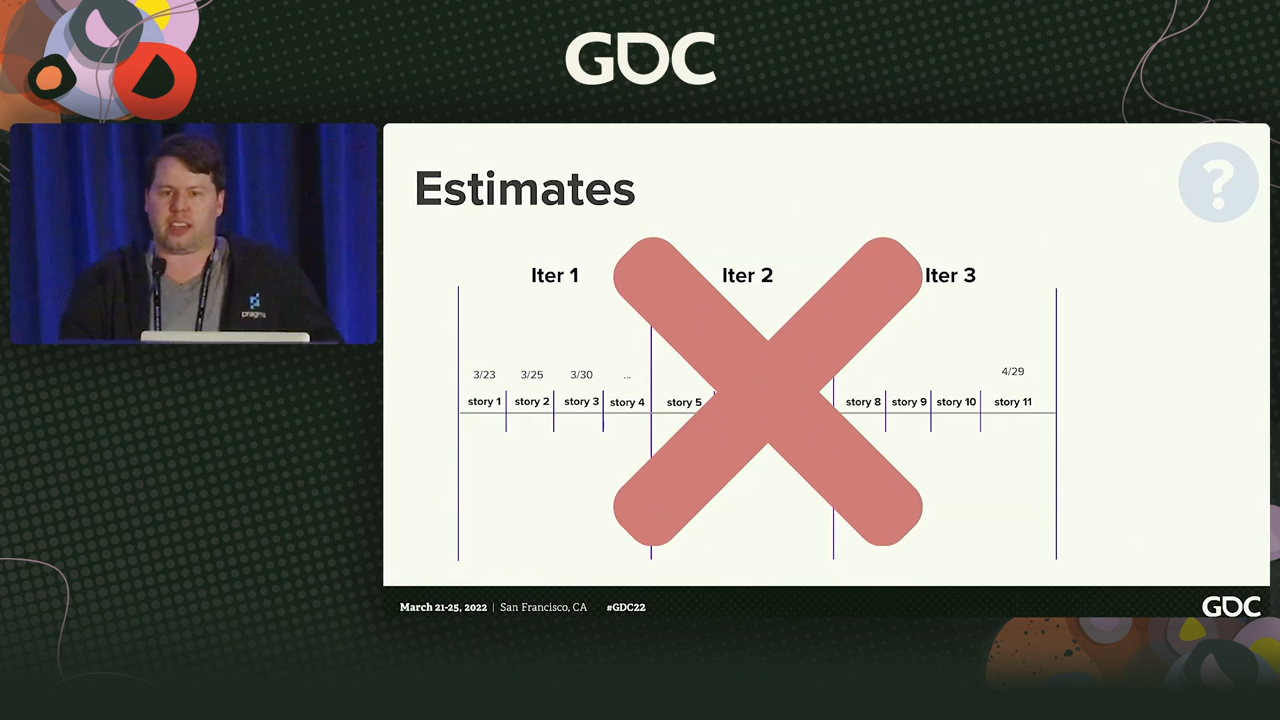 GDC
pragma
Estimates
?
Iter 1 Iter 2 Iter 3
3/23 3/25 3/30 ... 4/29
story 1 story 2 story 3 story 4 story 5 story 8 story 9 story 10 story 11
March 21-25, 2022 | San Francisco, CA #GDC22 GDC